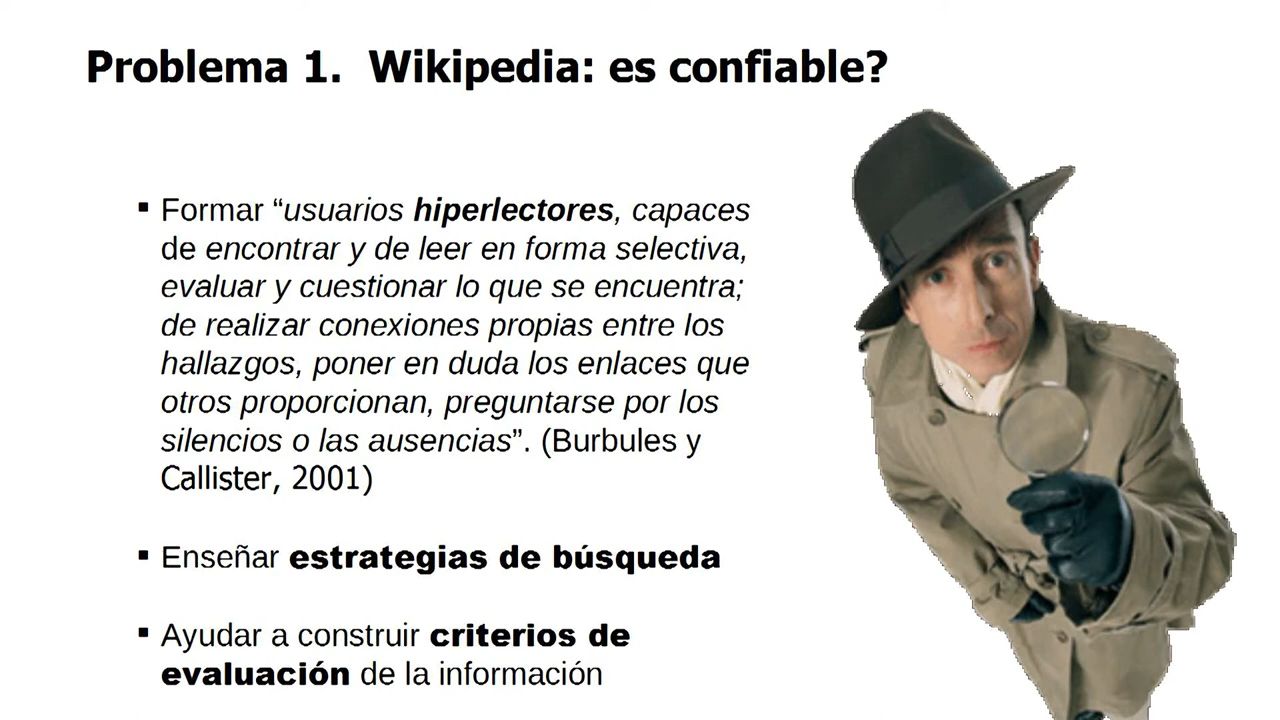 Problema 1.  Wikipedia: es confiable?
▪ Formar “usuarios hiperlectores, capaces
de encontrar y de leer en forma selectiva,
evaluar y cuestionar lo que se encuentra;
de realizar conexiones propias entre los
hallazgos, poner en duda los enlaces que
otros proporcionan, preguntarse por los
silencios o las ausencias”. (Burbules y
Callister, 2001)
▪ Enseñar estrategias de búsqueda
▪ Ayudar a construir criterios de
evaluación de la información